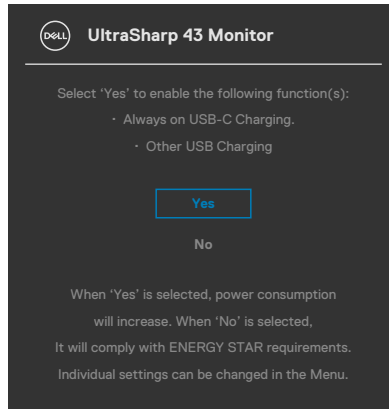 DELL UltraSharp 43 Monitor
Select ‘Yes’ to enable the following function(s):
· Always on USB-C Charging.
· Other USB Charging
Yes
No
When ‘Yes’ is selected, power consumption
will increase. When ‘No’ is selected,
It will comply with ENERGY STAR requirements.
Individual settings can be changed in the Menu.